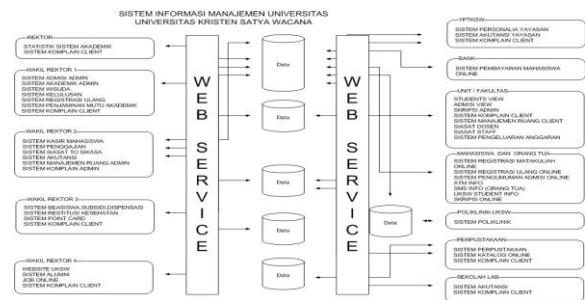 SISTEM INFORMASI MANAJEMEN UNIVERSITAS
UNIVERSITAS KRISTEN SATYA WACANA
REKTOR
STATISTIK SISTEM AKADEMIK
SISTEM KOMPLAIN CLIENT
WAKIL REKTOR 1
SISTEM ADMISI ADMIN
SISTEM AKADEMIK ADMIN
SISTEM WISUDA
SISTEM KELULUSAN
SISTEM REGISTRASI ULANG
SISTEM PENJAMINAN MUTU AKADEMIK
SISTEM KOMPLAIN CLIENT
WAKIL REKTOR 2
SISTEM KASIR MAHASISWA
SISTEM PENGGAJIAN
SISTEM SIASAT TO SIKASA
SISTEM AKUTANSI
SISTEM MANAJEMEN RUANG ADMIN
SISTEM KOMPLAIN ADMIN
WAKIL REKTOR 3
SISTEM BEASISWA,SUBSIDI,DISPENSASI
SISTEM RESTITUSI KESEHATAN
SISTEM POINT CARD
SISTEM KOMPLAIN CLIENT
WAKIL REKTOR 4
WEBSITE UKSW
SISTEM ALUMNI
JOB ONLINE
SISTEM KOMPLAIN CLIENT
WEB SERVICE
Data
Data
Data
Data
Data
WEB SERVICE
Data
YPTKSW
SISTEM PERSONALIA YAYASAN
SISTEM AKUTANSI YAYASAN
SISTEM KOMPLAIN CLIENT
BANK
SISTEM PEMBAYARAN MAHASISWA
ONLINE
UNIT / FAKULTAS
STUDENTS VIEW
ADMISI VIEW
SKRIPSI ADMIN
SISTEM KOMPLAIN CLIENT
SISTEM MANAJEMEN RUANG CLIENT
SIASAT DOSEN
SIASAT STAFF
SISTEM PENGELUARAN ANGGARAN
MAHASISWA DAN ORANG TUA
SISTEM REGISTRASI MATAKULIAH
ONLINE
SISTEM REGISTRASI ULANG ONLINE
SISTEM PENGUMUMAN ADMISI ONLINE
ATM INFO
SMS INFO (ORANG TUA)
UKSW STUDENT INFO
SKRIPSI ONLINE
POLIKLINIK UKSW
SISTEM POLIKLINIK
PERPUSTAKAAN
SISTEM PERPUSTAKAAN
SISTEM KATALOG ONLINE
SISTEM KOMPLAIN CLIENT
SEKOLAH LAB
SISTEM AKUTANSI
SISTEM KOMPLAIN CLIENT